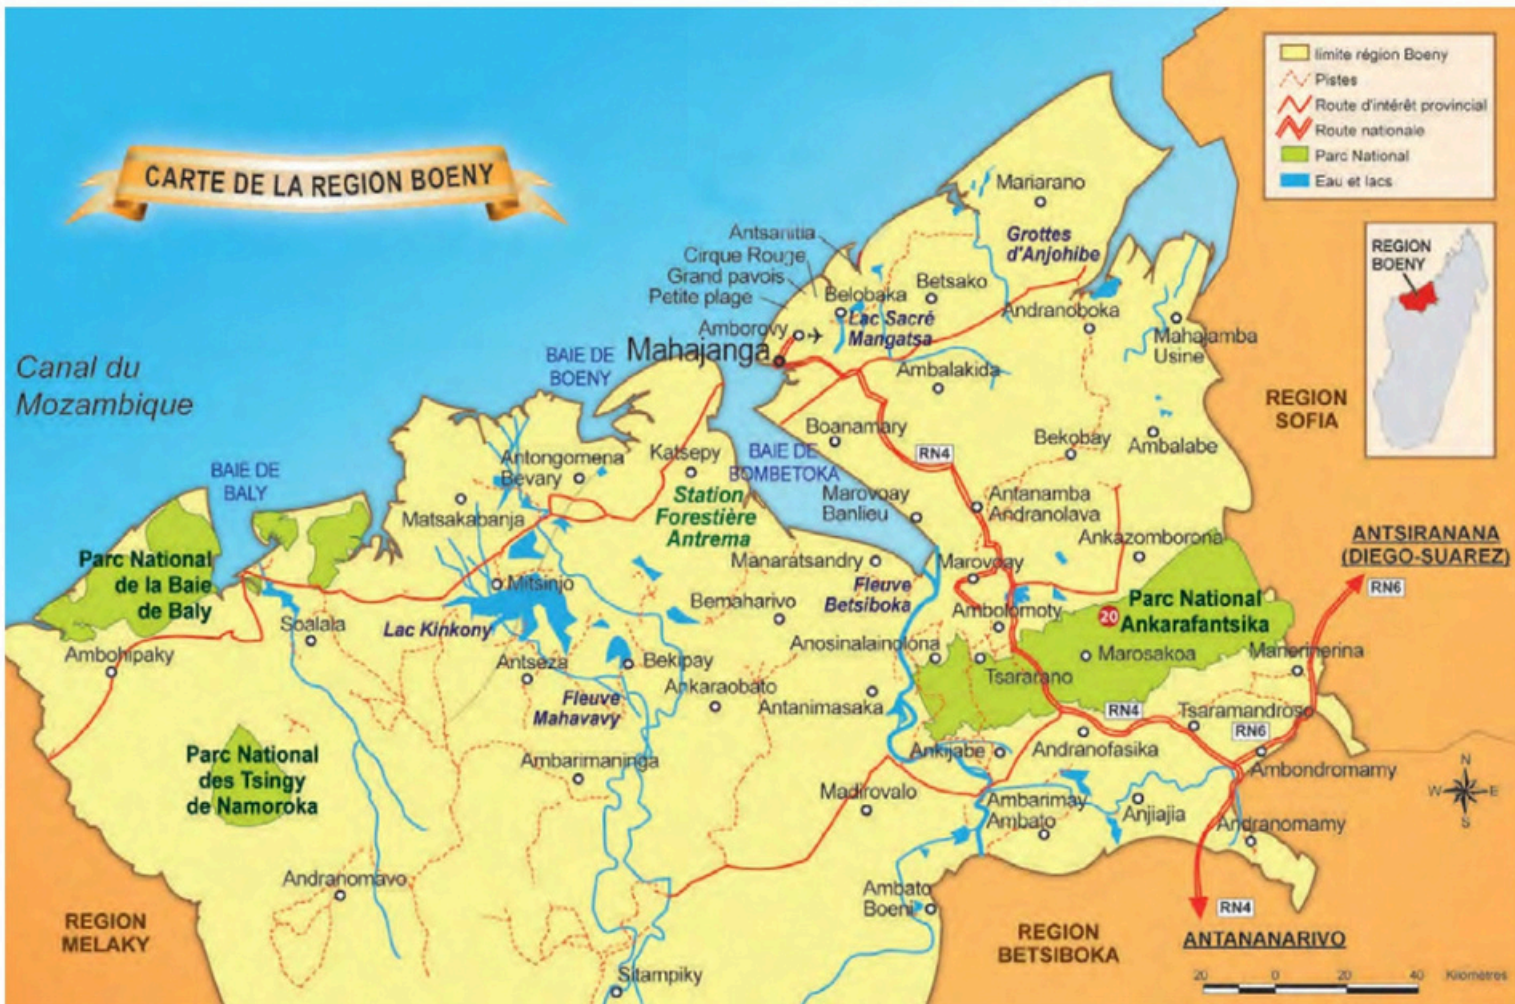 CARTE DE LA REGION BOENY
limite région Boeny
Pistes
Route d'intérêt provincial
Route nationale
Parc National
Eau et lacs
REGION
BOENY
Canal du
Mozambique
Mariarano
Grottes
d'Anjohibe
Antsanitia
Cirque Rouge
Grand pavois
Petite plage
Betsako
Belobaka
Andranoboka
Lac Sacré
Mangatsa
Amborovy
Mahajanga
Mahajamba
Usine
BAIE DE
BOENY
Ambalakida
REGION
SOFIA
Boanamary
Bekobay
Ambalabe
RN4
BAIE DE
BOMBETOKA
Katsepy
Antongomena
Bevary
BAIE DE
BALY
Station
Forestière
Antrema
Marovoay
Banlieu
Antanamba
Andranolava
Matsakabanja
Ankazomborona
ANTSIRANANA
(DIEGO-SUAREZ)
RN6
Parc National
de la Baie
de Baly
Manaratsandry
Marovoay
Fleuve
Betsiboka
Mitsinjo
Bemaharivo
Ambolomoty
20
Parc National
Ankarafantsika
Lac Kinkony
Soalala
Anosinalainolona
Marosakoa
Manerinerina
Ambohipaky
Antseza
Bekipay
Tsararano
Ankaraobato
Antanimasaka
Fleuve
Mahavavy
RN4
Tsaramandroso
RN6
Parc National
des Tsingy
de Namoroka
Ambarimaninga
Ankijabe
Andranofasika
Ambondromamy
Madirovalo
Ambarimay
Ambato
Anjiajia
Andranomamy
N
W
E
S
Andranomavo
Ambato
Boeni
RN4
REGION
MELAKY
REGION
BETSIBOKA
ANTANANARIVO
Sitampiky
20 0 20 40 Kilometres